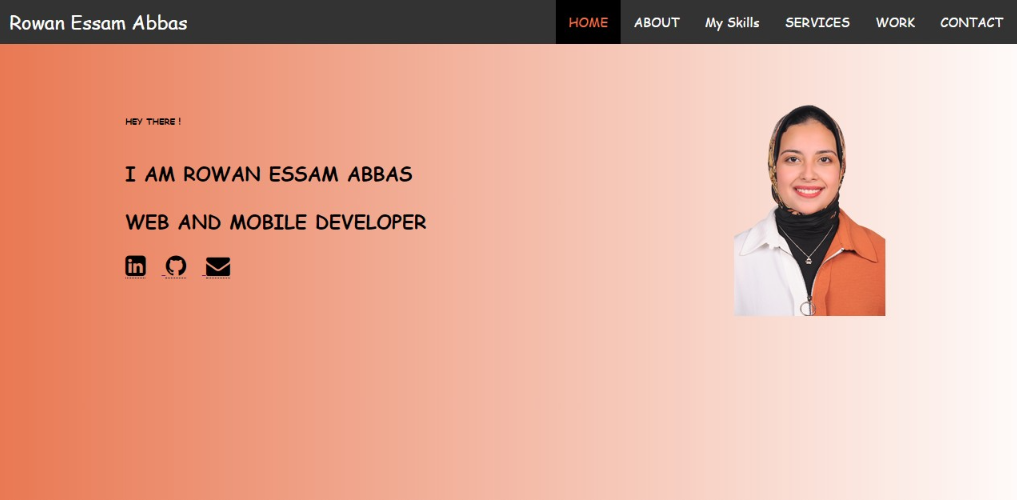 Rowan Essam Abbas
HOME ABOUT My Skills SERVICES WORK CONTACT
HEY THERE !
I AM ROWAN ESSAM ABBAS
WEB AND MOBILE DEVELOPER
in